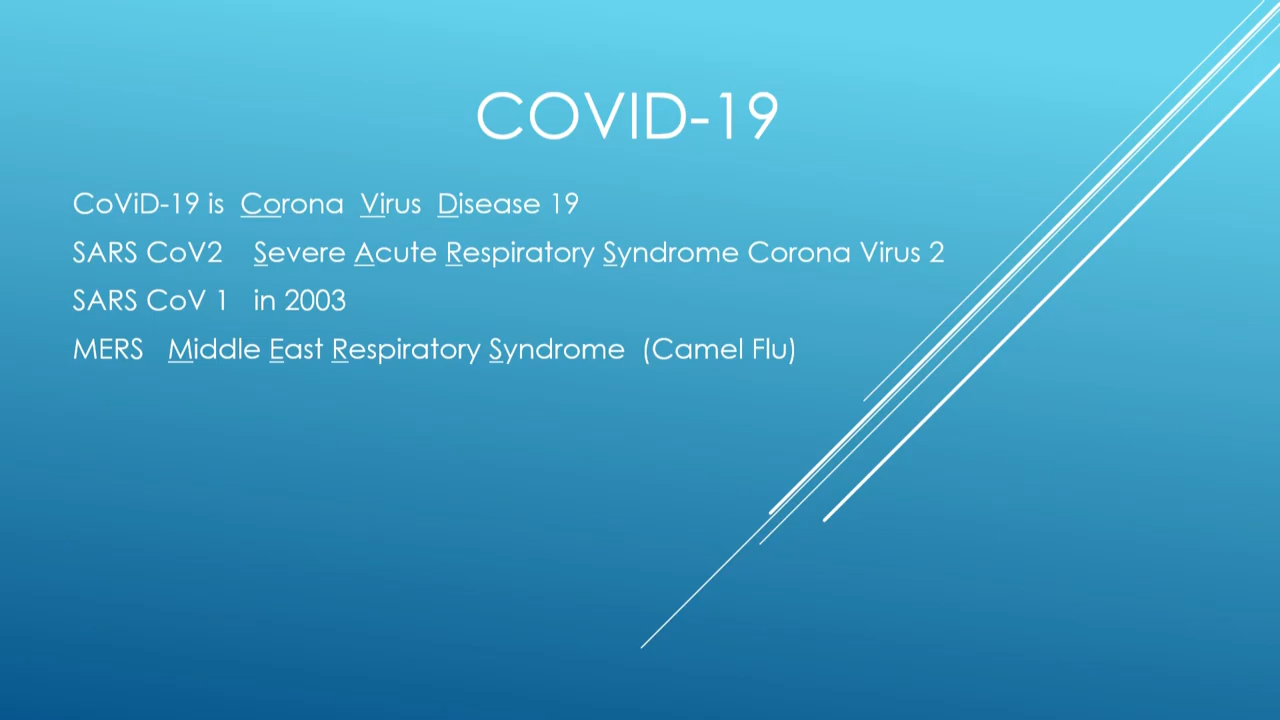 COVID-19
CoViD-19 is Corona Virus Disease 19
SARS CoV2 Severe Acute Respiratory Syndrome Corona Virus 2
SARS CoV 1 in 2003
MERS Middle East Respiratory Syndrome (Camel Flu)